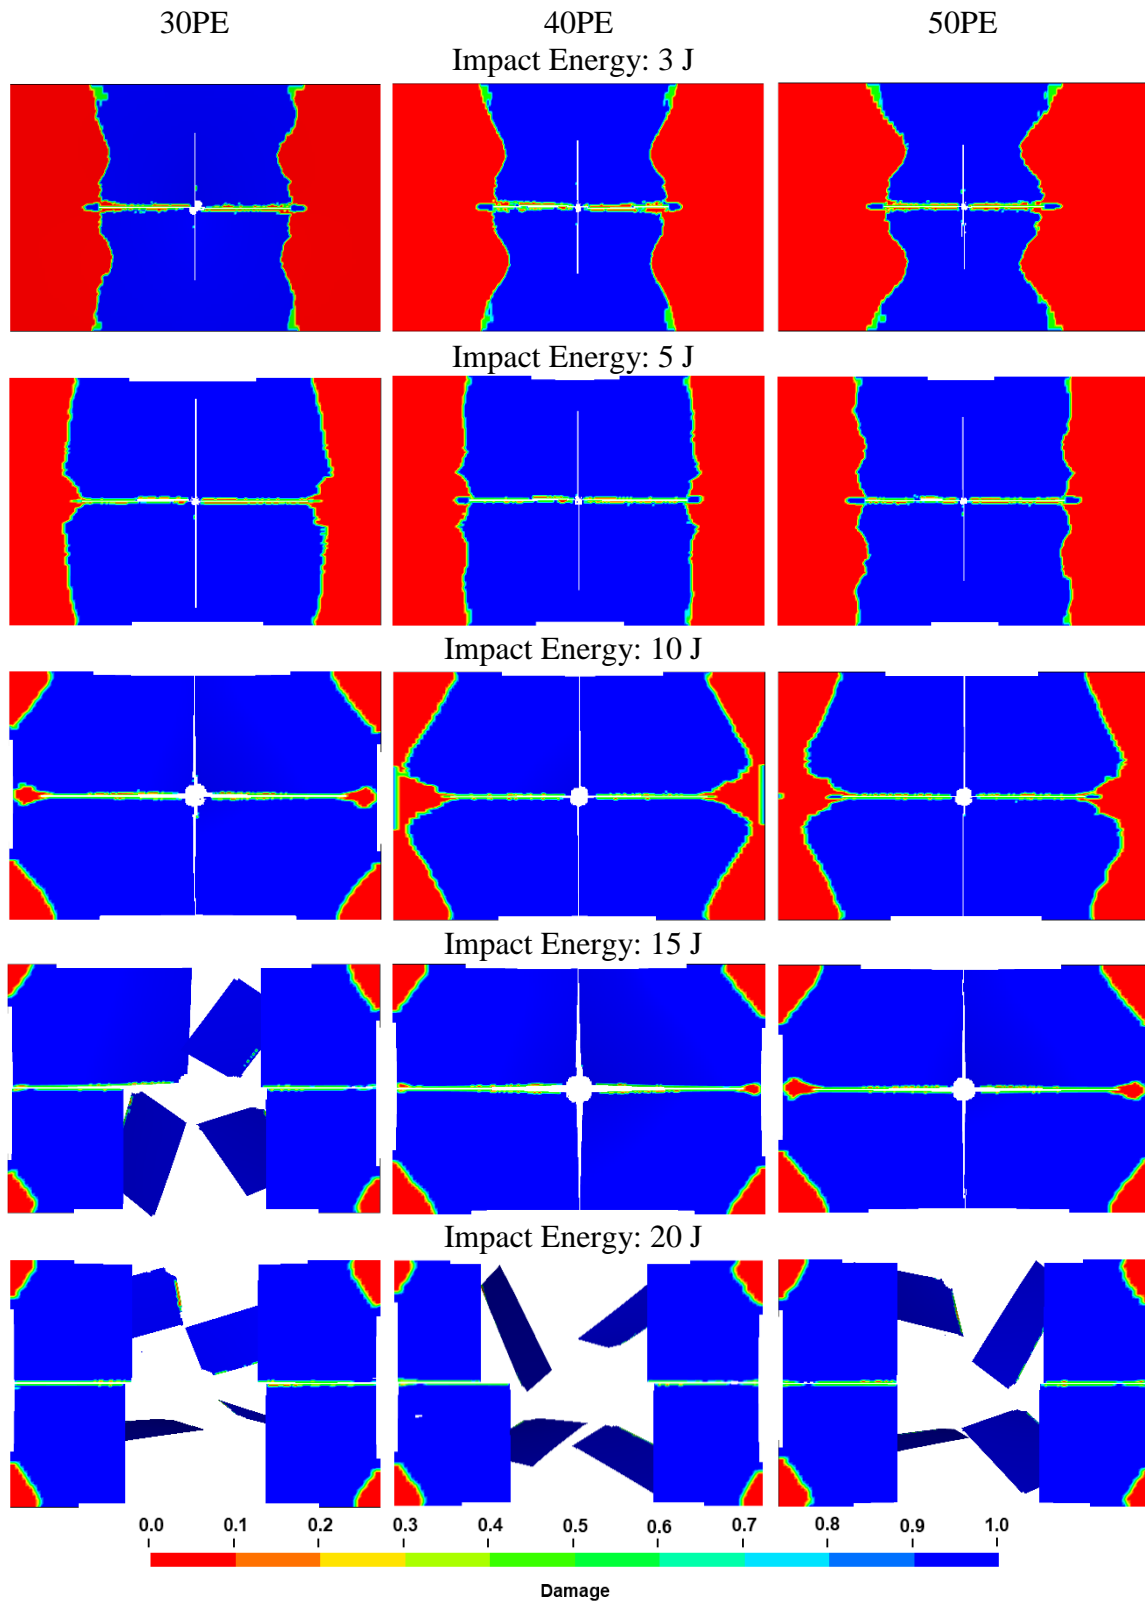 30PE 40PE 50PE
Impact Energy: 3 J
Impact Energy: 5 J
Impact Energy: 10 J
Impact Energy: 15 J
Impact Energy: 20 J
0.0 0.1 0.2 0.3 0.4 0.5 0.6 0.7 0.8 0.9 1.0
Damage